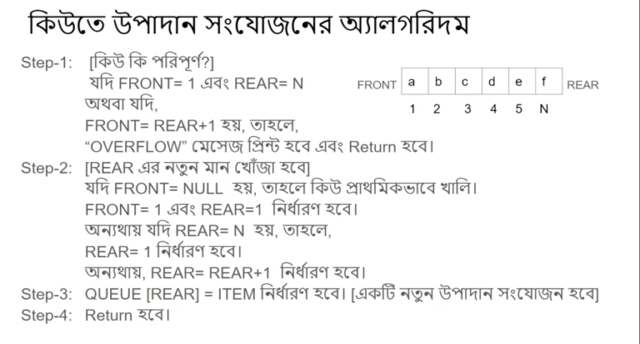 কিউতে উপাদান সংযোজনের অ্যালগরিদম
Step-1: [কিউ কি পরিপূর্ণ?]
যদি FRONT= 1 এবং REAR= N
অথবা যদি,
FRONT= REAR+1 হয়, তাহলে,
“OVERFLOW” মেসেজ প্রিন্ট হবে এবং Return হবে।
FRONT a b c d e f REAR
1 2 3 4 5 N
Step-2: [REAR এর নতুন মান খোঁজা হবে]
যদি FRONT= NULL হয়, তাহলে কিউ প্রাথমিকভাবে খালি।
FRONT= 1 এবং REAR=1 নির্ধারণ হবে।
অন্যথায় যদি REAR= N হয়, তাহলে,
REAR= 1 নির্ধারণ হবে।
অন্যথায়, REAR= REAR+1 নির্ধারণ হবে।
Step-3: QUEUE [REAR] = ITEM নির্ধারণ হবে। [একটি নতুন উপাদান সংযোজন হবে]
Step-4: Return হবে।